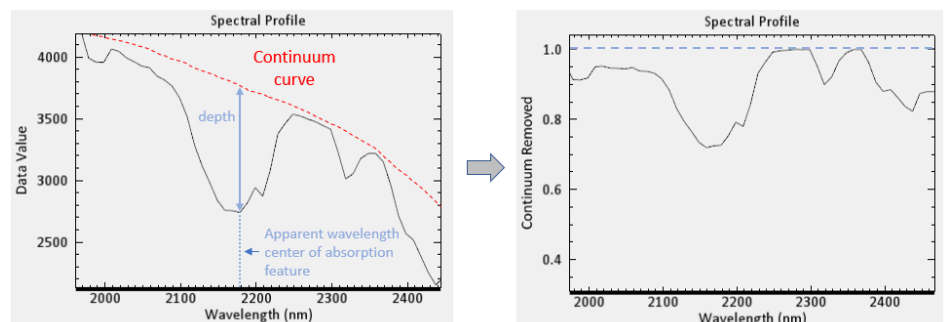 Spectral Profile
4000
3500
3000
2500
Data Value
Continuum
curve
depth
Apparent wavelength
center of absorption
feature
2000 2100 2200 2300 2400
Wavelength (nm)
Spectral Profile
1.0
0.8
0.6
0.4
Continuum Removed
2000 2100 2200 2300 2400
Wavelength (nm)